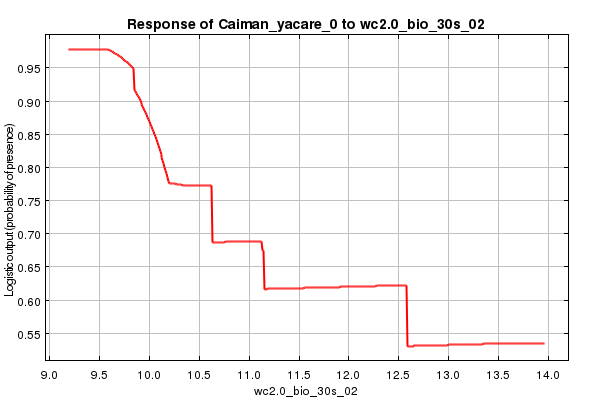 Response of Caiman_yacare_0 to wc2.0_bio_30s_02
Logistic output (probability of presence)
0.95
0.90
0.85
0.80
0.75
0.70
0.65
0.60
0.55
9.0 9.5 10.0 10.5 11.0 11.5 12.0 12.5 13.0 13.5 14.0
wc2.0_bio_30s_02